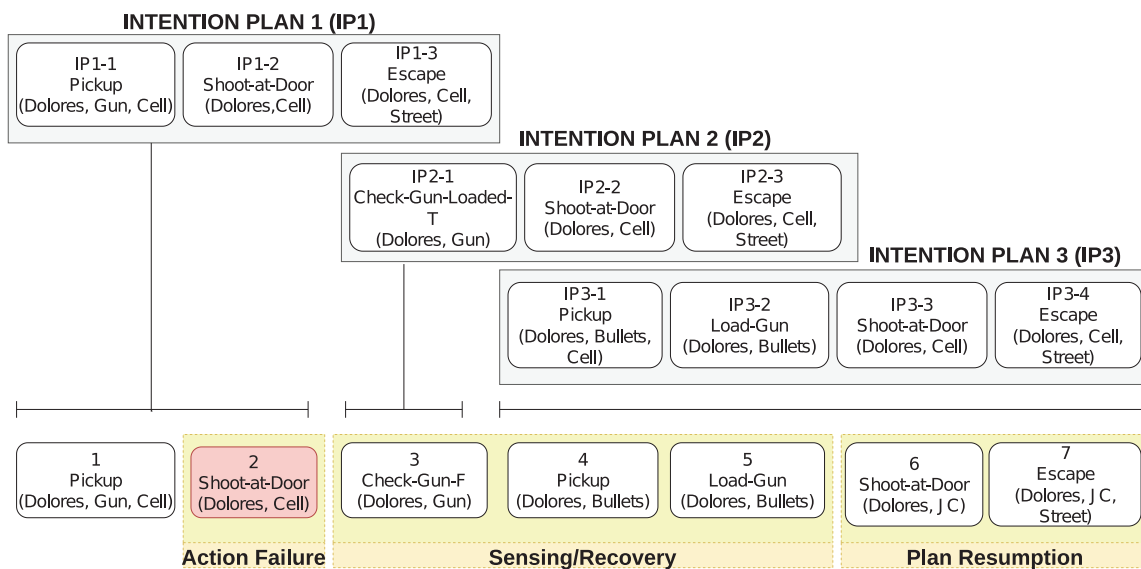 INTENTION PLAN 1 (IP1)
IP1-1
Pickup
(Dolores, Gun, Cell)
IP1-2
Shoot-at-Door
(Dolores,Cell)
IP1-3
Escape
(Dolores, Cell,
Street)
INTENTION PLAN 2 (IP2)
IP2-1
Check-Gun-Loaded-
T
(Dolores, Gun)
IP2-2
Shoot-at-Door
(Dolores, Cell)
IP2-3
Escape
(Dolores, Cell,
Street)
INTENTION PLAN 3 (IP3)
IP3-1
Pickup
(Dolores, Bullets,
Cell)
IP3-2
Load-Gun
(Dolores, Bullets)
IP3-3
Shoot-at-Door
(Dolores, Cell)
IP3-4
Escape
(Dolores, Cell,
Street)
1
Pickup
(Dolores, Gun, Cell)
2
Shoot-at-Door
(Dolores, Cell)
3
Check-Gun-F
(Dolores, Gun)
4
Pickup
(Dolores, Bullets)
5
Load-Gun
(Dolores, Bullets)
6
Shoot-at-Door
(Dolores, JC)
7
Escape
(Dolores, JC,
Street)
Action Failure
Sensing/Recovery
Plan Resumption